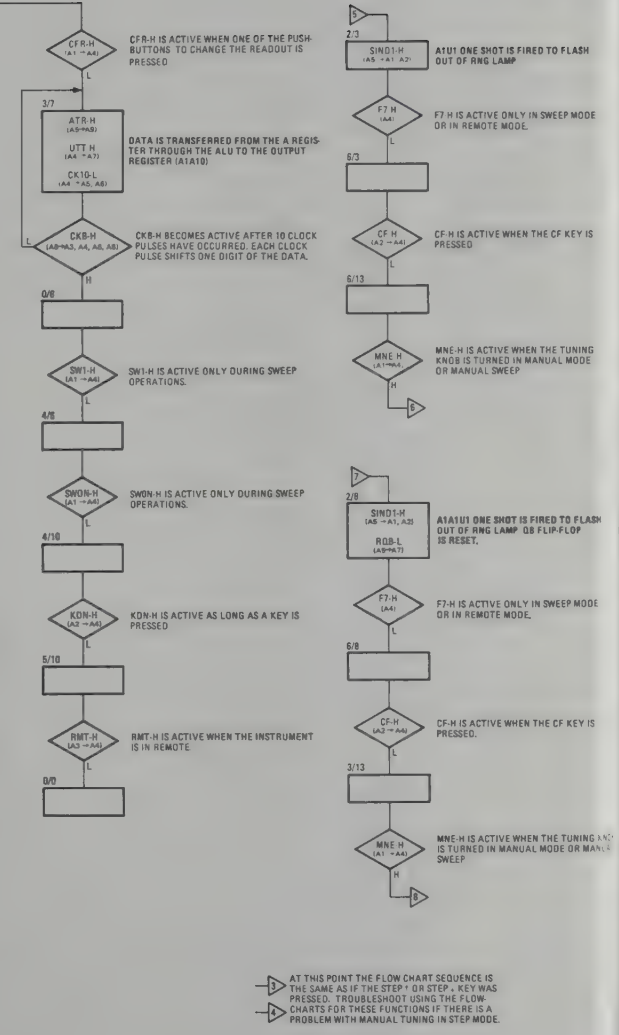 CFR-H
(A1 → A4)
CFR-H IS ACTIVE WHEN ONE OF THE PUSH-
BUTTONS TO CHANGE THE READOUT IS
PRESSED
L
3/7
ATR-H
UTT H
(A4 → A7)
CK10-L
(A4 → A5, A6)
DATA IS TRANSFERRED FROM THE A REGIS-
TER THROUGH THE ALU TO THE OUTPUT
REGISTER (A1A10)
L
CKB-H
CKB-H BECOMES ACTIVE AFTER 10 CLOCK
PULSES HAVE OCCURRED. EACH CLOCK
PULSE SHIFTS ONE DIGIT OF THE DATA.
H
0/6
SW1-H
(A1 → A4)
SW1-H IS ACTIVE ONLY DURING SWEEP
OPERATIONS.
L
4/6
SWON-H
(A1 → A4)
SWON-H IS ACTIVE ONLY DURING SWEEP
OPERATIONS.
L
4/10
KDN-H
(A2 → A4)
KDN-H IS ACTIVE AS LONG AS A KEY IS
PRESSED
L
5/10
RMT-H
(A3 → A4)
RMT-H IS ACTIVE WHEN THE INSTRUMENT
IS IN REMOTE
L
0/0
5
2/3
SIND1-H
(A5 → A1, A2)
A1U1 ONE SHOT IS FIRED TO FLASH
OUT OF RNG LAMP
F7 H
(A4)
F7 H IS ACTIVE ONLY IN SWEEP MODE
OR IN REMOTE MODE.
L
6/3
CF H
(A2 → A4)
CF-H IS ACTIVE WHEN THE CF KEY IS
PRESSED
L
6/13
MNE H
(A1 → A4)
MNE-H IS ACTIVE WHEN THE TUNING
KNOB IS TURNED IN MANUAL MODE
OR MANUAL SWEEP
H
6
7
2/8
SIND1-H
(A5 → A1, A2)
RQB-L
A1A1U1 ONE SHOT IS FIRED TO FLASH
OUT OF RNG LAMP QB FLIP-FLOP
IS RESET.
F7-H
(A4)
F7-H IS ACTIVE ONLY IN SWEEP MODE
OR IN REMOTE MODE.
L
6/8
CF-H
(A2 → A4)
CF-H IS ACTIVE WHEN THE CF KEY IS
PRESSED.
L
3/13
MNE H
(A1 → A4)
MNE-H IS ACTIVE WHEN THE TUNING
IS TURNED IN MANUAL MODE OR
SWEEP
H
8
3
4
AT THIS POINT THE FLOW CHART SEQUENCE IS
THE SAME AS IF THE STEP ↑ OR STEP ↓ KEY WAS
PRESSED. TROUBLESHOOT USING THE FLOW-
CHARTS FOR THESE FUNCTIONS IF THERE IS A
PROBLEM WITH MANUAL TUNING IN STEP MODE.